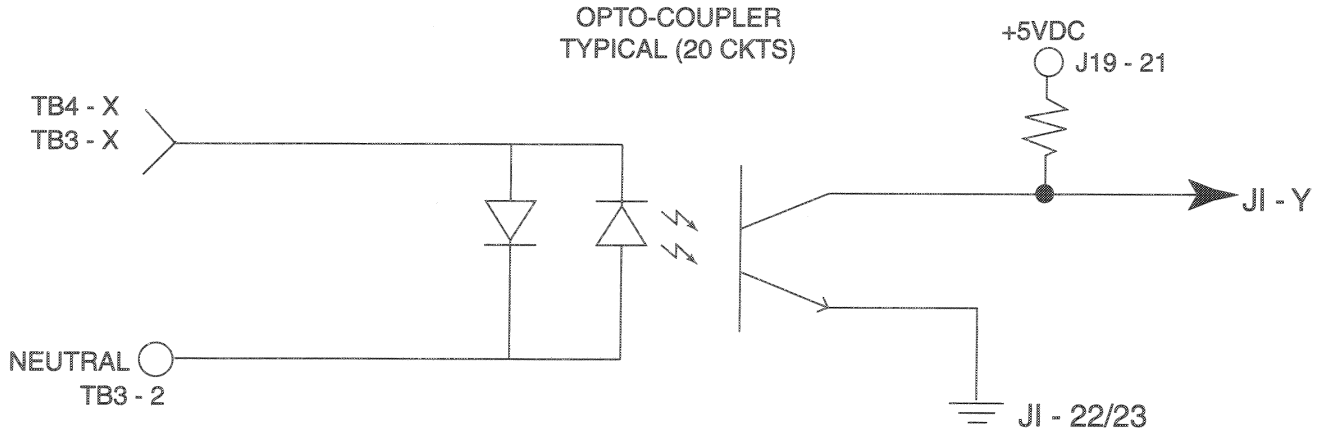 OPTO-COUPLER
TYPICAL (20 CKTS)
+5VDC
J19 - 21
TB4 - X
TB3 - X
JI - Y
NEUTRAL
TB3 - 2
JI - 22/23